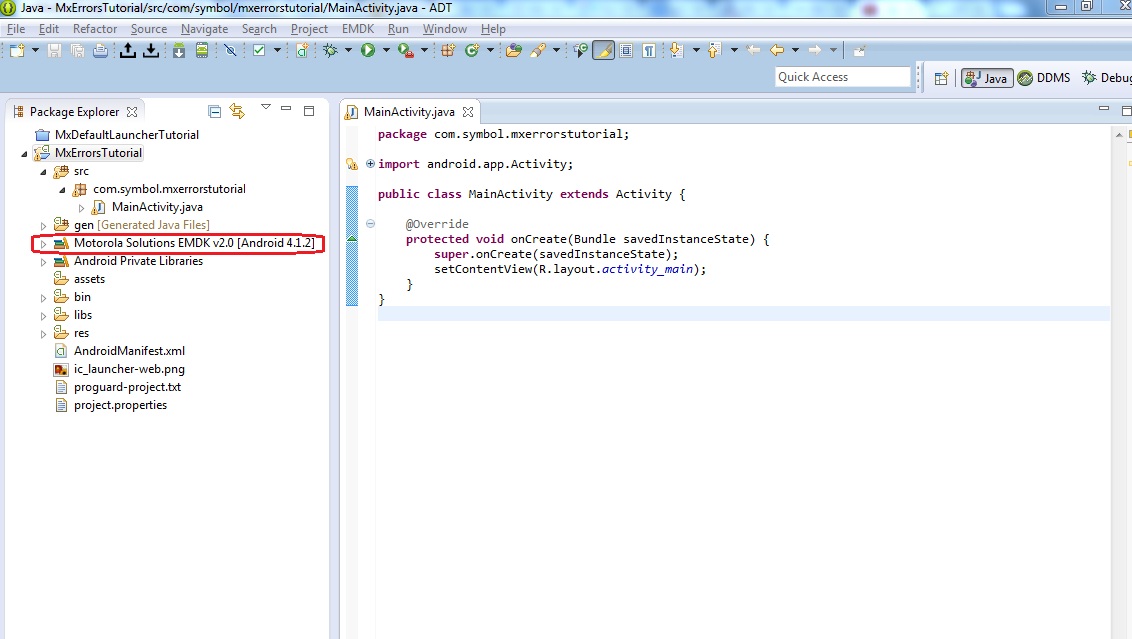 Java - MxErrorsTutorial/src/com/symbol/mxerrorstutorial/MainActivity.java - ADT
File Edit Refactor Source Navigate Search Project EMDK Run Window Help
Quick Access
Java DDMS Debug
Package Explorer
MxDefaultLauncherTutorial
MxErrorsTutorial
src
com.symbol.mxerrorstutorial
MainActivity.java
gen [Generated Java Files]
Motorola Solutions EMDK v2.0 [Android 4.1.2]
Android Private Libraries
assets
bin
libs
res
AndroidManifest.xml
ic_launcher-web.png
proguard-project.txt
project.properties
MainActivity.java
package com.symbol.mxerrorstutorial;
import android.app.Activity;
public class MainActivity extends Activity {
@Override
protected void onCreate(Bundle savedInstanceState) {
super.onCreate(savedInstanceState);
setContentView(R.layout.activity_main);
}
}